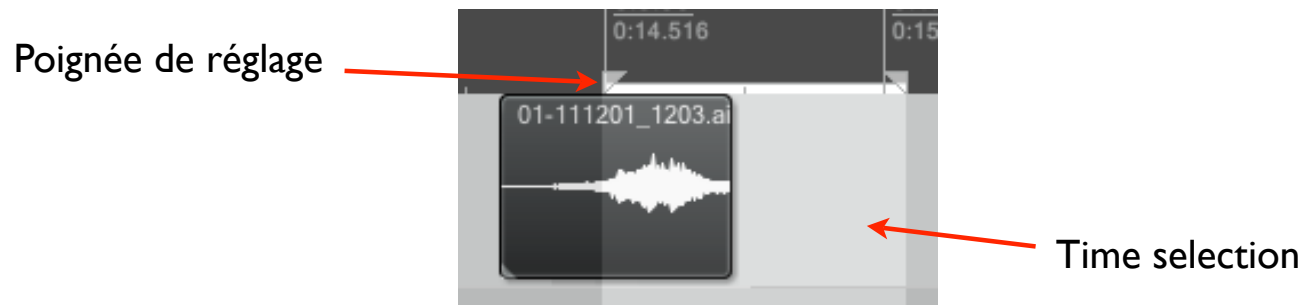 0:14.516
0:15
Poignée de réglage
01-111201_1203.ai
Time selection